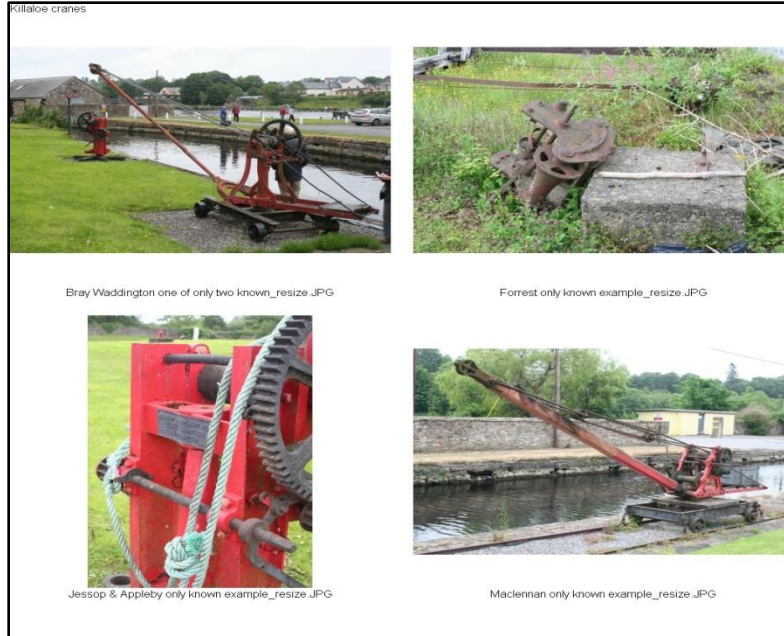 Killaloe cranes
Bray Waddington one of only two known_resize.JPG
Forrest only known example_resize.JPG
Jessop & Appleby only known example_resize.JPG
Maclennan only known example_resize.JPG